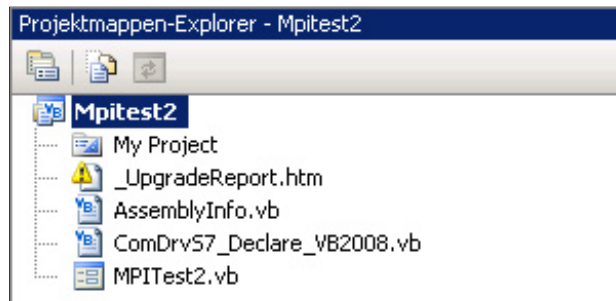 Projektmappen-Explorer - Mpitest2
Mpitest2
My Project
_UpgradeReport.htm
AssemblyInfo.vb
ComDrvS7_Declare_VB2008.vb
MPITest2.vb